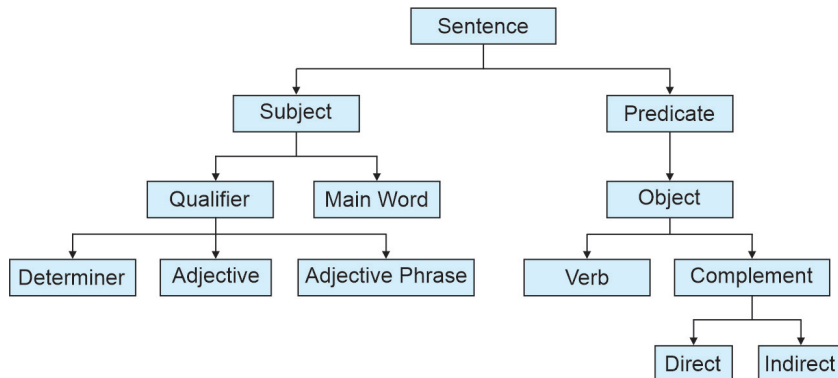 Sentence
Subject
Predicate
Qualifier
Main Word
Object
Determiner
Adjective
Adjective Phrase
Verb
Complement
Direct
Indirect